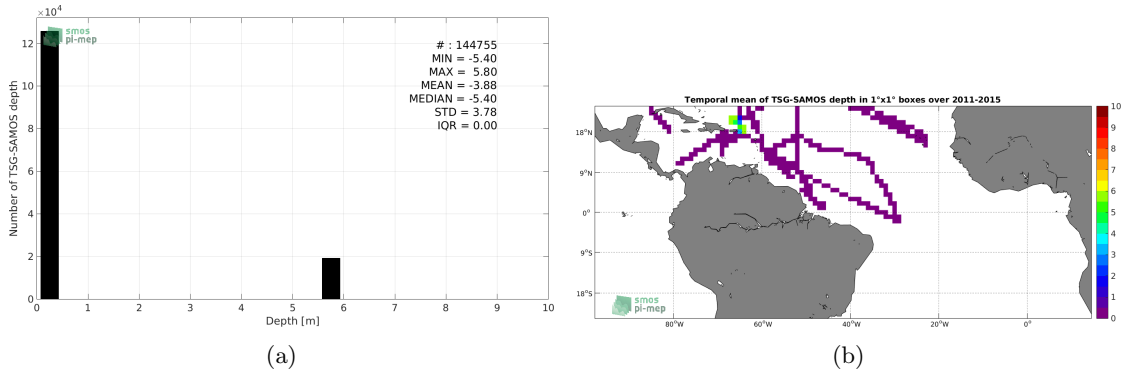 ×10⁴
smos
pi-mep
# : 144755
MIN = -5.40
MAX = 5.80
MEAN = -3.88
MEDIAN = -5.40
STD = 3.78
IQR = 0.00
12
10
8
6
4
2
0
Number of TSG-SAMOS depth
0 1 2 3 4 5 6 7 8 9 10
Depth [m]
(a)
Temporal mean of TSG-SAMOS depth in 1°x1° boxes over 2011-2015
18°N
9°N
0°
9°S
18°S
80°W 60°W 40°W 20°W 0°
10
9
8
7
6
5
4
3
2
1
0
smos
pi-mep
(b)